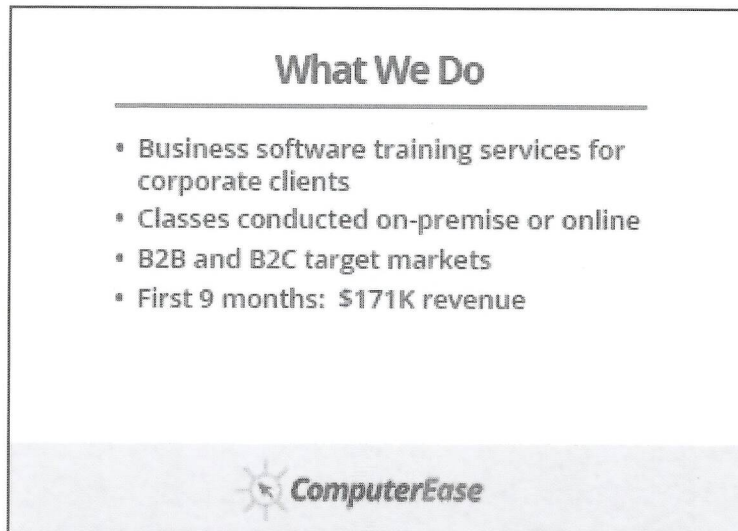 What We Do
• Business software training services for
corporate clients
• Classes conducted on-premise or online
• B2B and B2C target markets
• First 9 months:  $171K revenue
ComputerEase